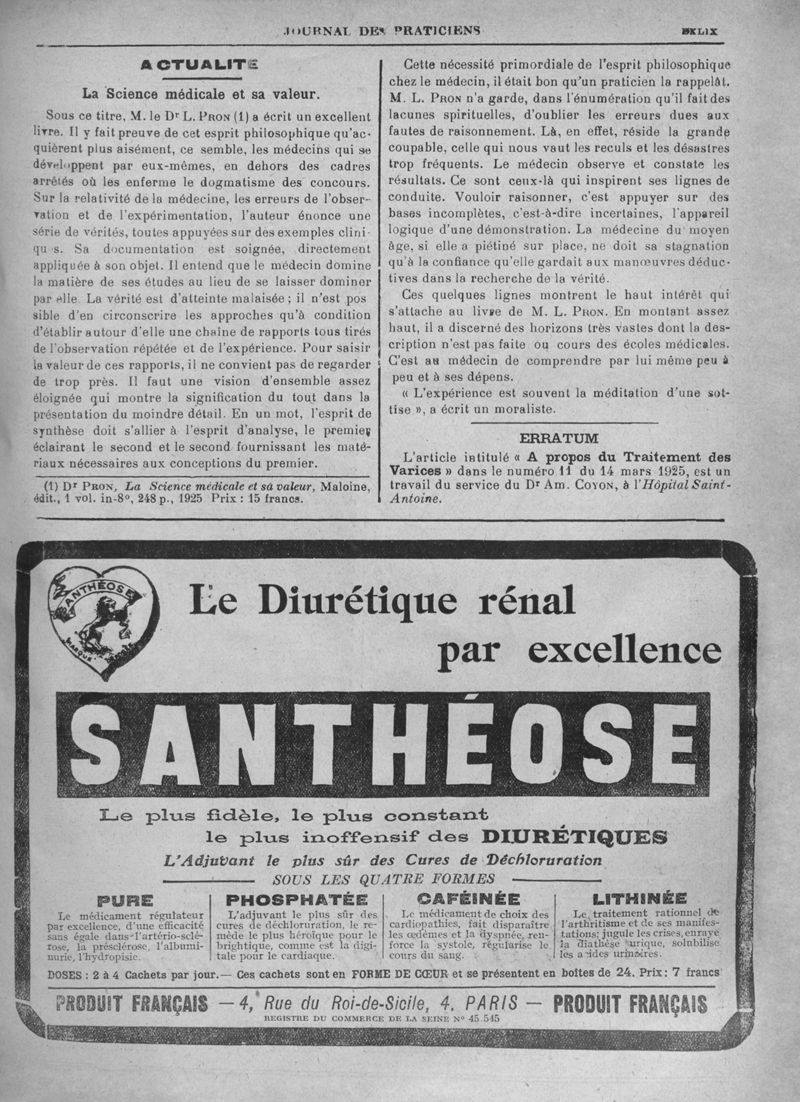 JOURNAL DES PRATICIENS
ACTUALITÉ
La Science médicale et sa valeur.
Sous ce titre, M. le Dr L. PRON (1) a écrit un excellent
livre. Il y fait preuve de cet esprit philosophique qu'ac-
quièrent plus aisément, ce semble, les médecins qui se
développent par eux-mêmes, en dehors des cadres
arrêtés où les enferme le dogmatisme des concours.
Sur la relativité de la médecine, les erreurs de l'obser-
vation et de l'expérimentation, l'auteur énonce une
série de vérités, toutes appuyées sur des exemples clini-
qu s. Sa documentation est soignée, directement
appliquée à son objet. Il entend que le médecin domine
la matière de ses études au lieu de se laisser dominer
par elle La vérité est d'atteinte malaisée ; il n'est pos
sible d'en circonscrire les approches qu'à condition
d'établir autour d'elle une chaîne de rapports tous tirés
de l'observation répétée et de l'expérience. Pour saisir
la valeur de ces rapports, il ne convient pas de regarder
de trop près. Il faut une vision d'ensemble assez
éloignée qui montre la signification du tout dans la
présentation du moindre détail. En un mot, l'esprit de
synthèse doit s'allier à l'esprit d'analyse, le premier
éclairant le second et le second fournissant les maté-
riaux nécessaires aux conceptions du premier.
(1) Dr PRON, La Science médicale et sa valeur, Maloine,
édit., 1 vol. in-8°, 248 p., 1925 Prix : 15 francs.
Cette nécessité primordiale de l'esprit philosophique
chez le médecin, il était bon qu'un praticien la rappelât.
M. L. PRON n'a garde, dans l'énumération qu'il fait des
lacunes spirituelles, d'oublier les erreurs dues aux
fautes de raisonnement. Là, en effet, réside la grande
coupable, celle qui nous vaut les reculs et les désastres
trop fréquents. Le médecin observe et constate les
résultats. Ce sont ceux-là qui inspirent ses lignes de
conduite. Vouloir raisonner, c'est appuyer sur des
bases incomplètes, c'est-à-dire incertaines, l'appareil
logique d'une démonstration. La médecine du moyen
âge, si elle a piétiné sur place, ne doit sa stagnation
qu'à la confiance qu'elle gardait aux manœuvres déduc-
tives dans la recherche de la vérité.
Ces quelques lignes montrent le haut intérêt qui
s'attache au livre de M. L. PRON. En montant assez
haut, il a discerné des horizons très vastes dont la des-
cription n'est pas faite ou cours des écoles médicales.
C'est au médecin de comprendre par lui même peu à
peu et à ses dépens.
« L'expérience est souvent la méditation d'une sot-
tise », a écrit un moraliste.
ERRATUM
L'article intitulé « A propos du Traitement des
Varices » dans le numéro 11 du 14 mars 1925, est un
travail du service du Dr Am. COYON, à l'Hôpital Saint-
Antoine.
SANTHÉOSE
MARQUE
Le Diurétique rénal
par excellence
SANTHÉOSE
Le plus fidèle, le plus constant
le plus inoffensif des DIURÉTIQUES
L'Adjuvant le plus sûr des Cures de Déchloruration
SOUS LES QUATRE FORMES
PURE
Le médicament régulateur
par excellence, d'une efficacité
sans égale dans l'artério-sclé-
rose, la présclérose, l'albumi-
nurie, l'hydropisie.
PHOSPHATÉE
L'adjuvant le plus sûr des
cures de déchloruration, le re-
mède le plus héroïque pour le
brightique, comme est la digi-
tale pour le cardiaque.
CAFÉINÉE
Le médicament de choix des
cardiopathies, fait disparaître
les œdèmes et la dyspnée, ren-
force la systole, régularise le
cours du sang.
LITHINÉE
Le traitement rationnel de
l'arthritisme et de ses manifes-
tations; jugule les crises, enraye
la diathèse urique, solubilise
les acides urinaires.
DOSES : 2 à 4 Cachets par jour. — Ces cachets sont en FORME DE CŒUR et se présentent en boîtes de 24. Prix: 7 francs
PRODUIT FRANÇAIS — 4, Rue du Roi-de-Sicile, 4, PARIS — PRODUIT FRANÇAIS
REGISTRE DU COMMERCE DE LA SEINE N° 45 545